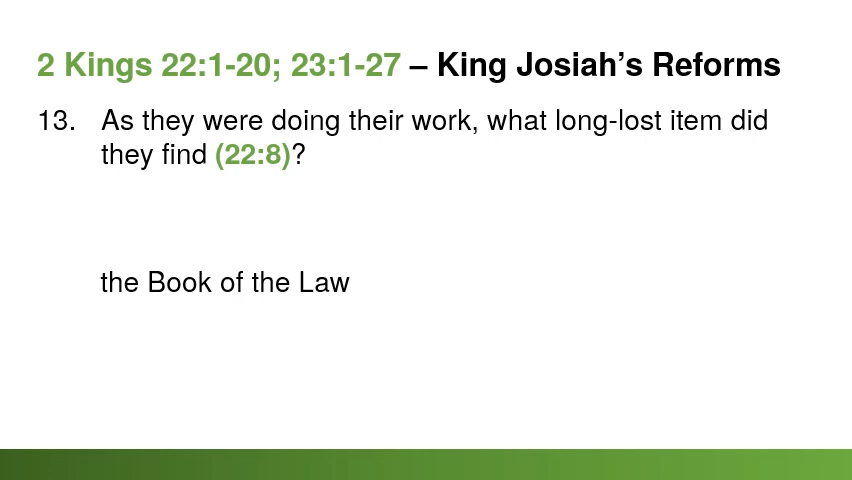 2 Kings 22:1-20; 23:1-27 – King Josiah’s Reforms
13. As they were doing their work, what long-lost item did
they find (22:8)?
the Book of the Law